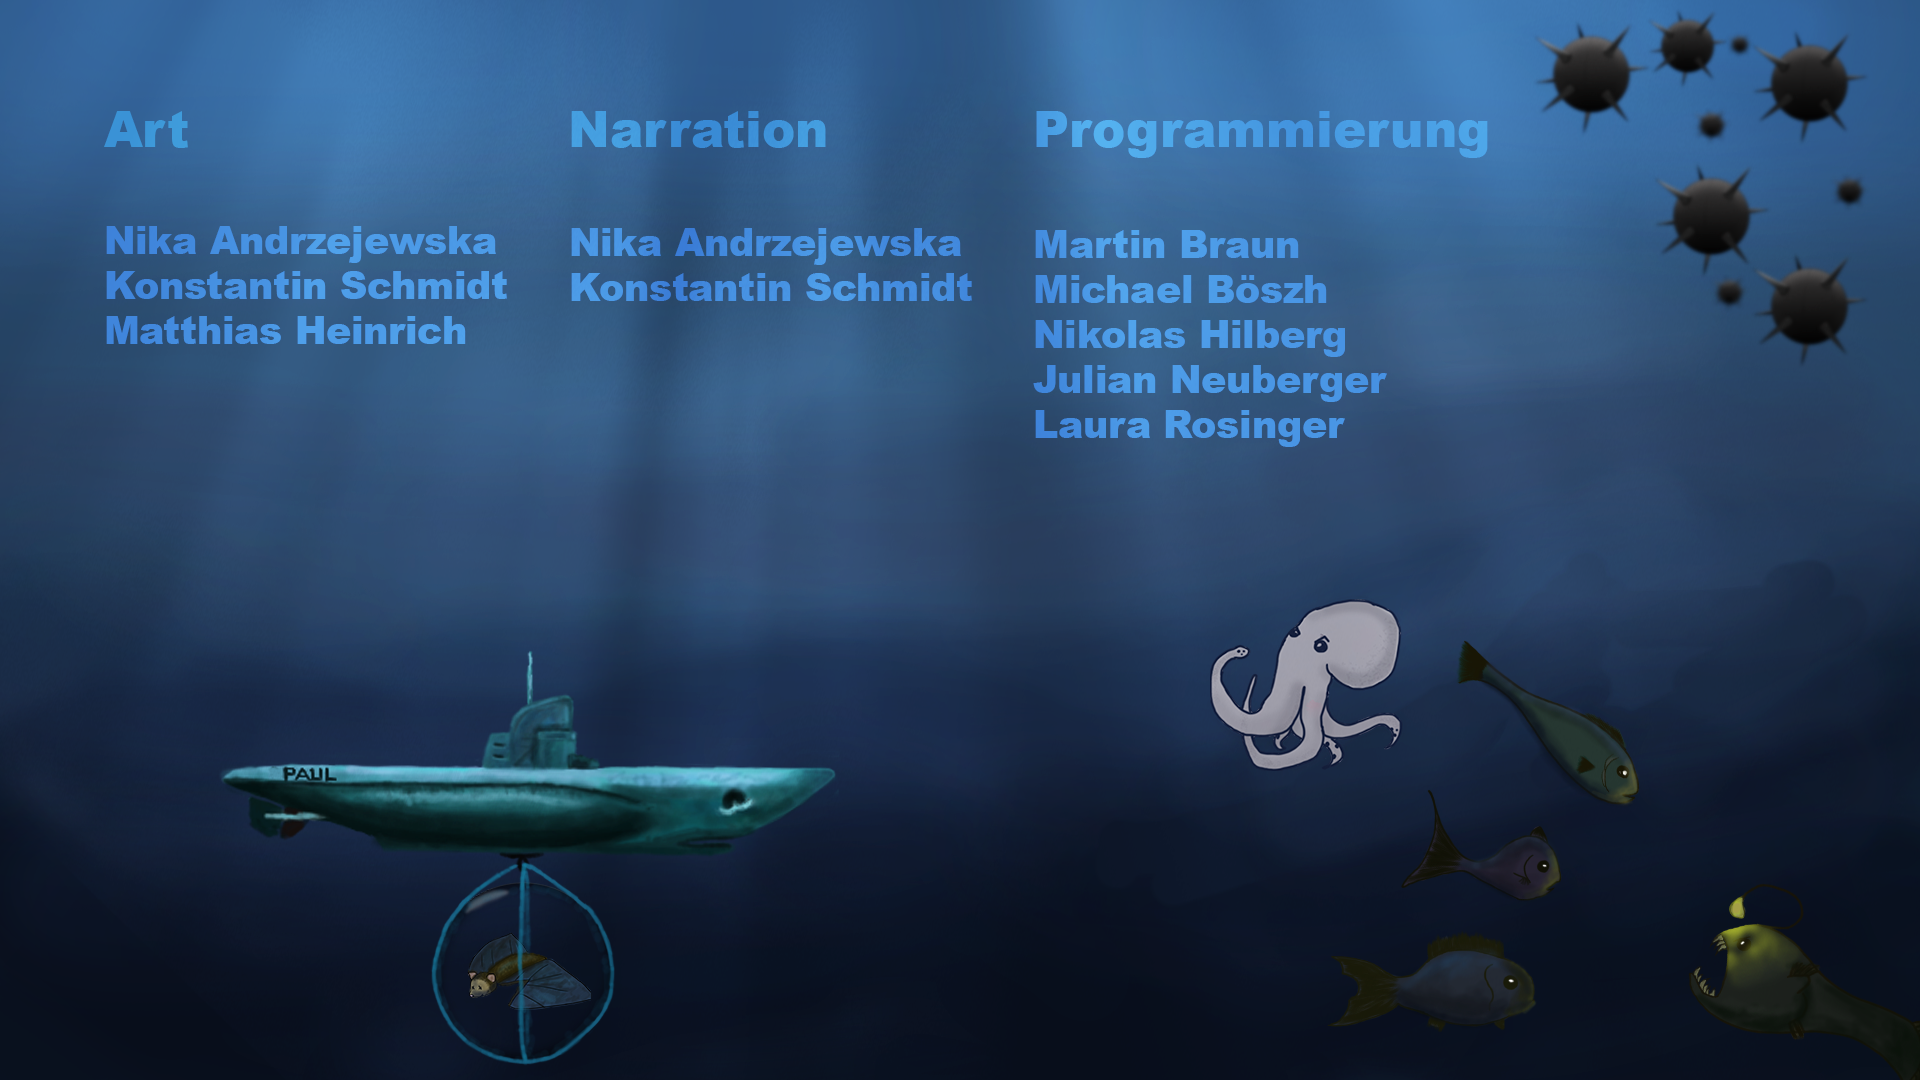 Art
Nika Andrzejewska
Konstantin Schmidt
Matthias Heinrich
Narration
Nika Andrzejewska
Konstantin Schmidt
Programmierung
Martin Braun
Michael Böszh
Nikolas Hilberg
Julian Neuberger
Laura Rosinger
PAUL